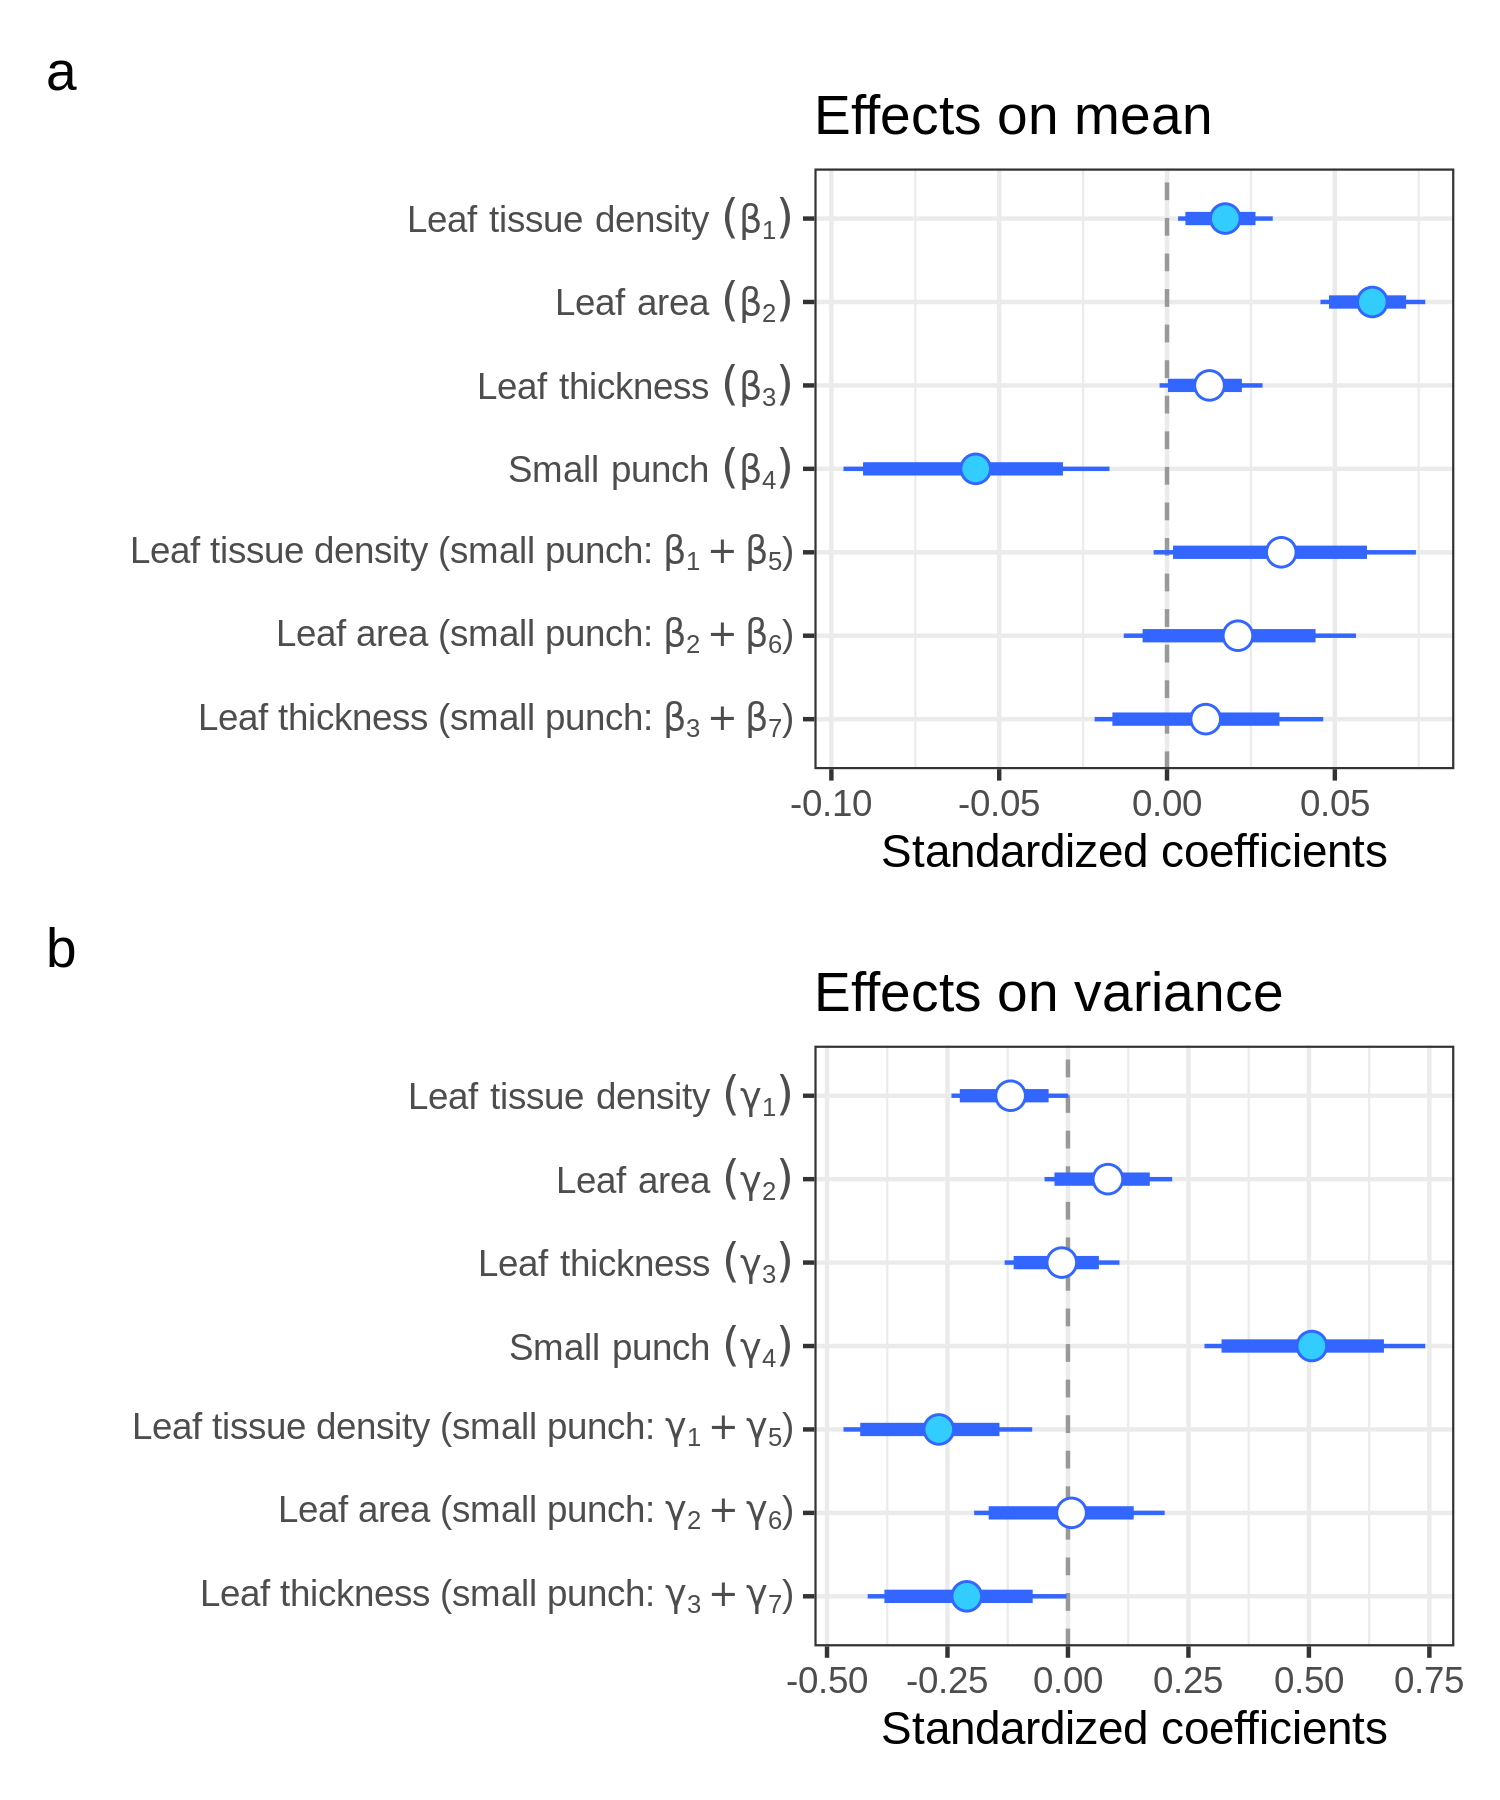 a
Effects on mean
Leaf tissue density (β₁)
Leaf area (β₂)
Leaf thickness (β₃)
Small punch (β₄)
Leaf tissue density (small punch: β₁ + β₅)
Leaf area (small punch: β₂ + β₆)
Leaf thickness (small punch: β₃ + β₇)
-0.10 -0.05 0.00 0.05
Standardized coefficients
b
Effects on variance
Leaf tissue density (γ₁)
Leaf area (γ₂)
Leaf thickness (γ₃)
Small punch (γ₄)
Leaf tissue density (small punch: γ₁ + γ₅)
Leaf area (small punch: γ₂ + γ₆)
Leaf thickness (small punch: γ₃ + γ₇)
-0.50 -0.25 0.00 0.25 0.50 0.75
Standardized coefficients